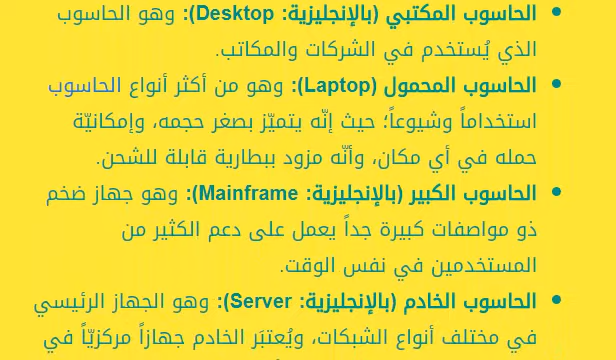 الحاسوب المكتبي (بالإنجليزية: Desktop): وهو الحاسوب
الذي يُستخدم في الشركات والمكاتب.
الحاسوب المحمول (Laptop): وهو من أكثر أنواع الحاسوب
استخداماً وشيوعاً؛ حيث إنّه يتميّز بصغر حجمه، وإمكانيّة
حمله في أي مكان، وأنّه مزود ببطارية قابلة للشحن.
الحاسوب الكبير (بالإنجليزية: Mainframe): وهو جهاز ضخم
ذو مواصفات كبيرة جداً يعمل على دعم الكثير من
المستخدمين في نفس الوقت.
الحاسوب الخادم (بالإنجليزية: Server): وهو الجهاز الرئيسي
في مختلف أنواع الشبكات، ويُعتبَر الخادم جهازاً مركزيّاً في